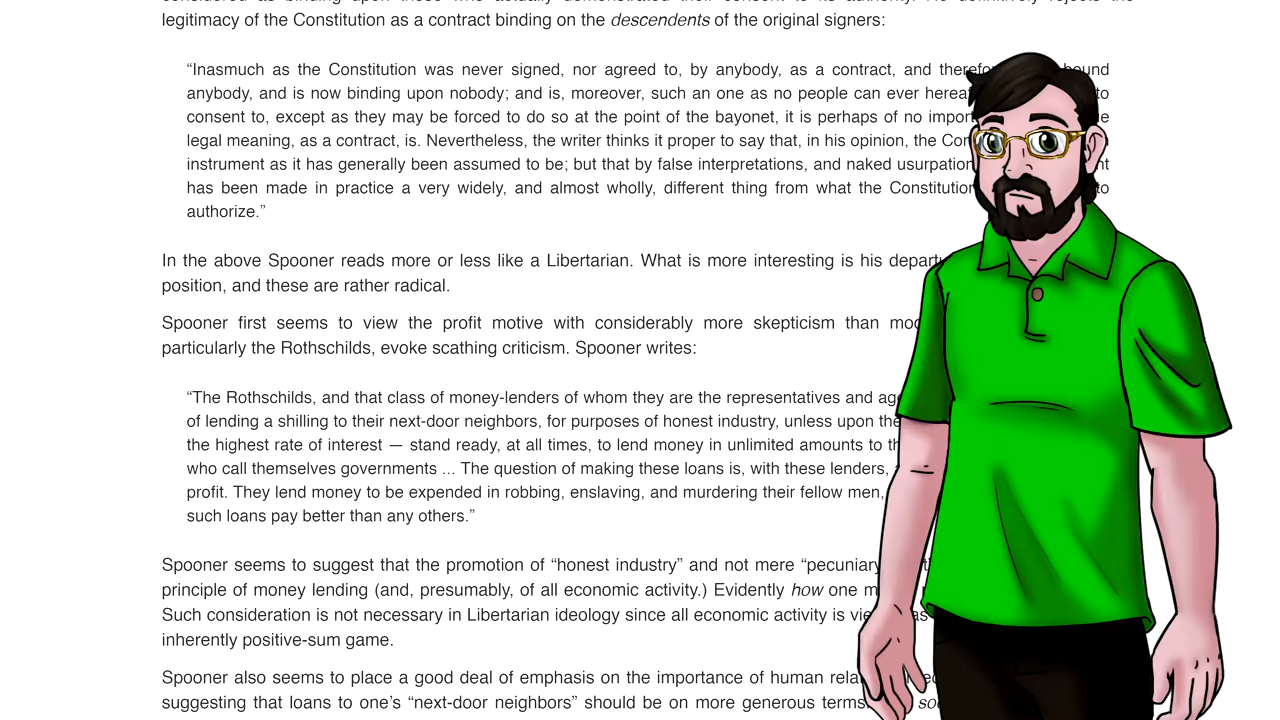 legitimacy of the Constitution as a contract binding on the descendents of the original signers:
“Inasmuch as the Constitution was never signed, nor agreed to, by anybody, as a contract, and bound
anybody, and is now binding upon nobody; and is, moreover, such an one as no people can ever to
consent to, except as they may be forced to do so at the point of the bayonet, it is perhaps of no
legal meaning, as a contract, is. Nevertheless, the writer thinks it proper to say that, in his opinion, the
instrument as it has generally been assumed to be; but that by false interpretations, and naked
has been made in practice a very widely, and almost wholly, different thing from what the Constitution to
authorize.”
In the above Spooner reads more or less like a Libertarian. What is more interesting is his
position, and these are rather radical.
Spooner first seems to view the profit motive with considerably more skepticism than
particularly the Rothschilds, evoke scathing criticism. Spooner writes:
“The Rothschilds, and that class of money-lenders of whom they are the representatives and
of lending a shilling to their next-door neighbors, for purposes of honest industry, unless upon
the highest rate of interest — stand ready, at all times, to lend money in unlimited amounts to
who call themselves governments ... The question of making these loans is, with these lenders,
profit. They lend money to be expended in robbing, enslaving, and murdering their fellow men,
such loans pay better than any others.”
Spooner seems to suggest that the promotion of “honest industry” and not mere “pecuniary
principle of money lending (and, presumably, of all economic activity.) Evidently how one
Such consideration is not necessary in Libertarian ideology since all economic activity is as
inherently positive-sum game.
Spooner also seems to place a good deal of emphasis on the importance of human
suggesting that loans to one’s “next-door neighbors” should be on more generous terms.